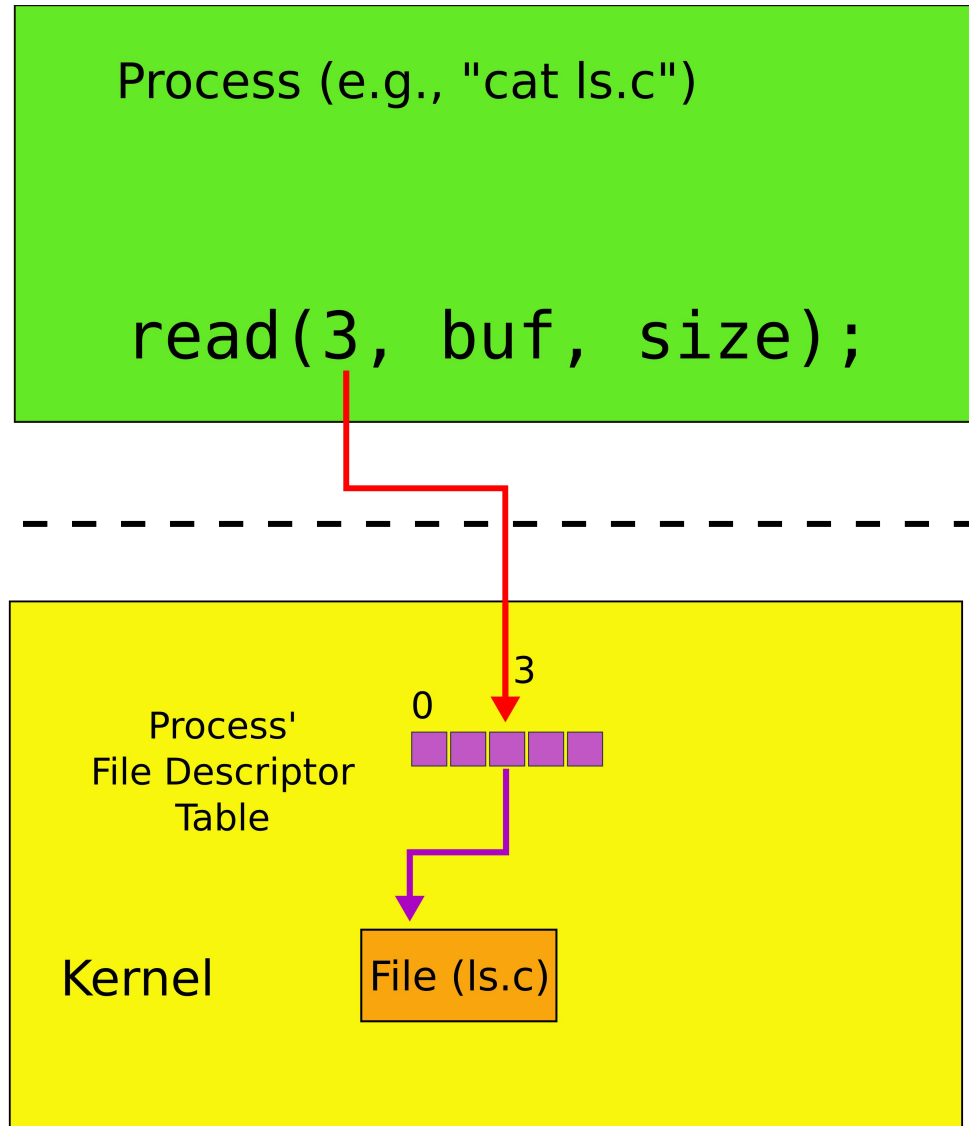 Process (e.g., "cat ls.c")
read(3, buf, size);
3
0
Process'
File Descriptor
Table
Kernel
File (ls.c)